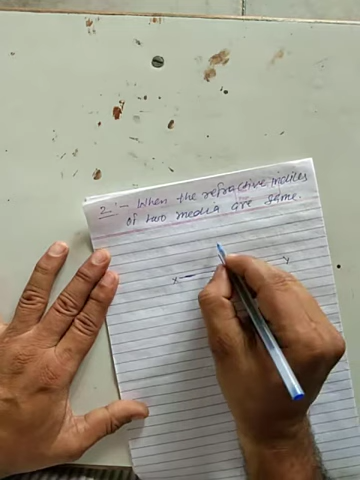 2:- When the refractive indices
of two media are same.
x y